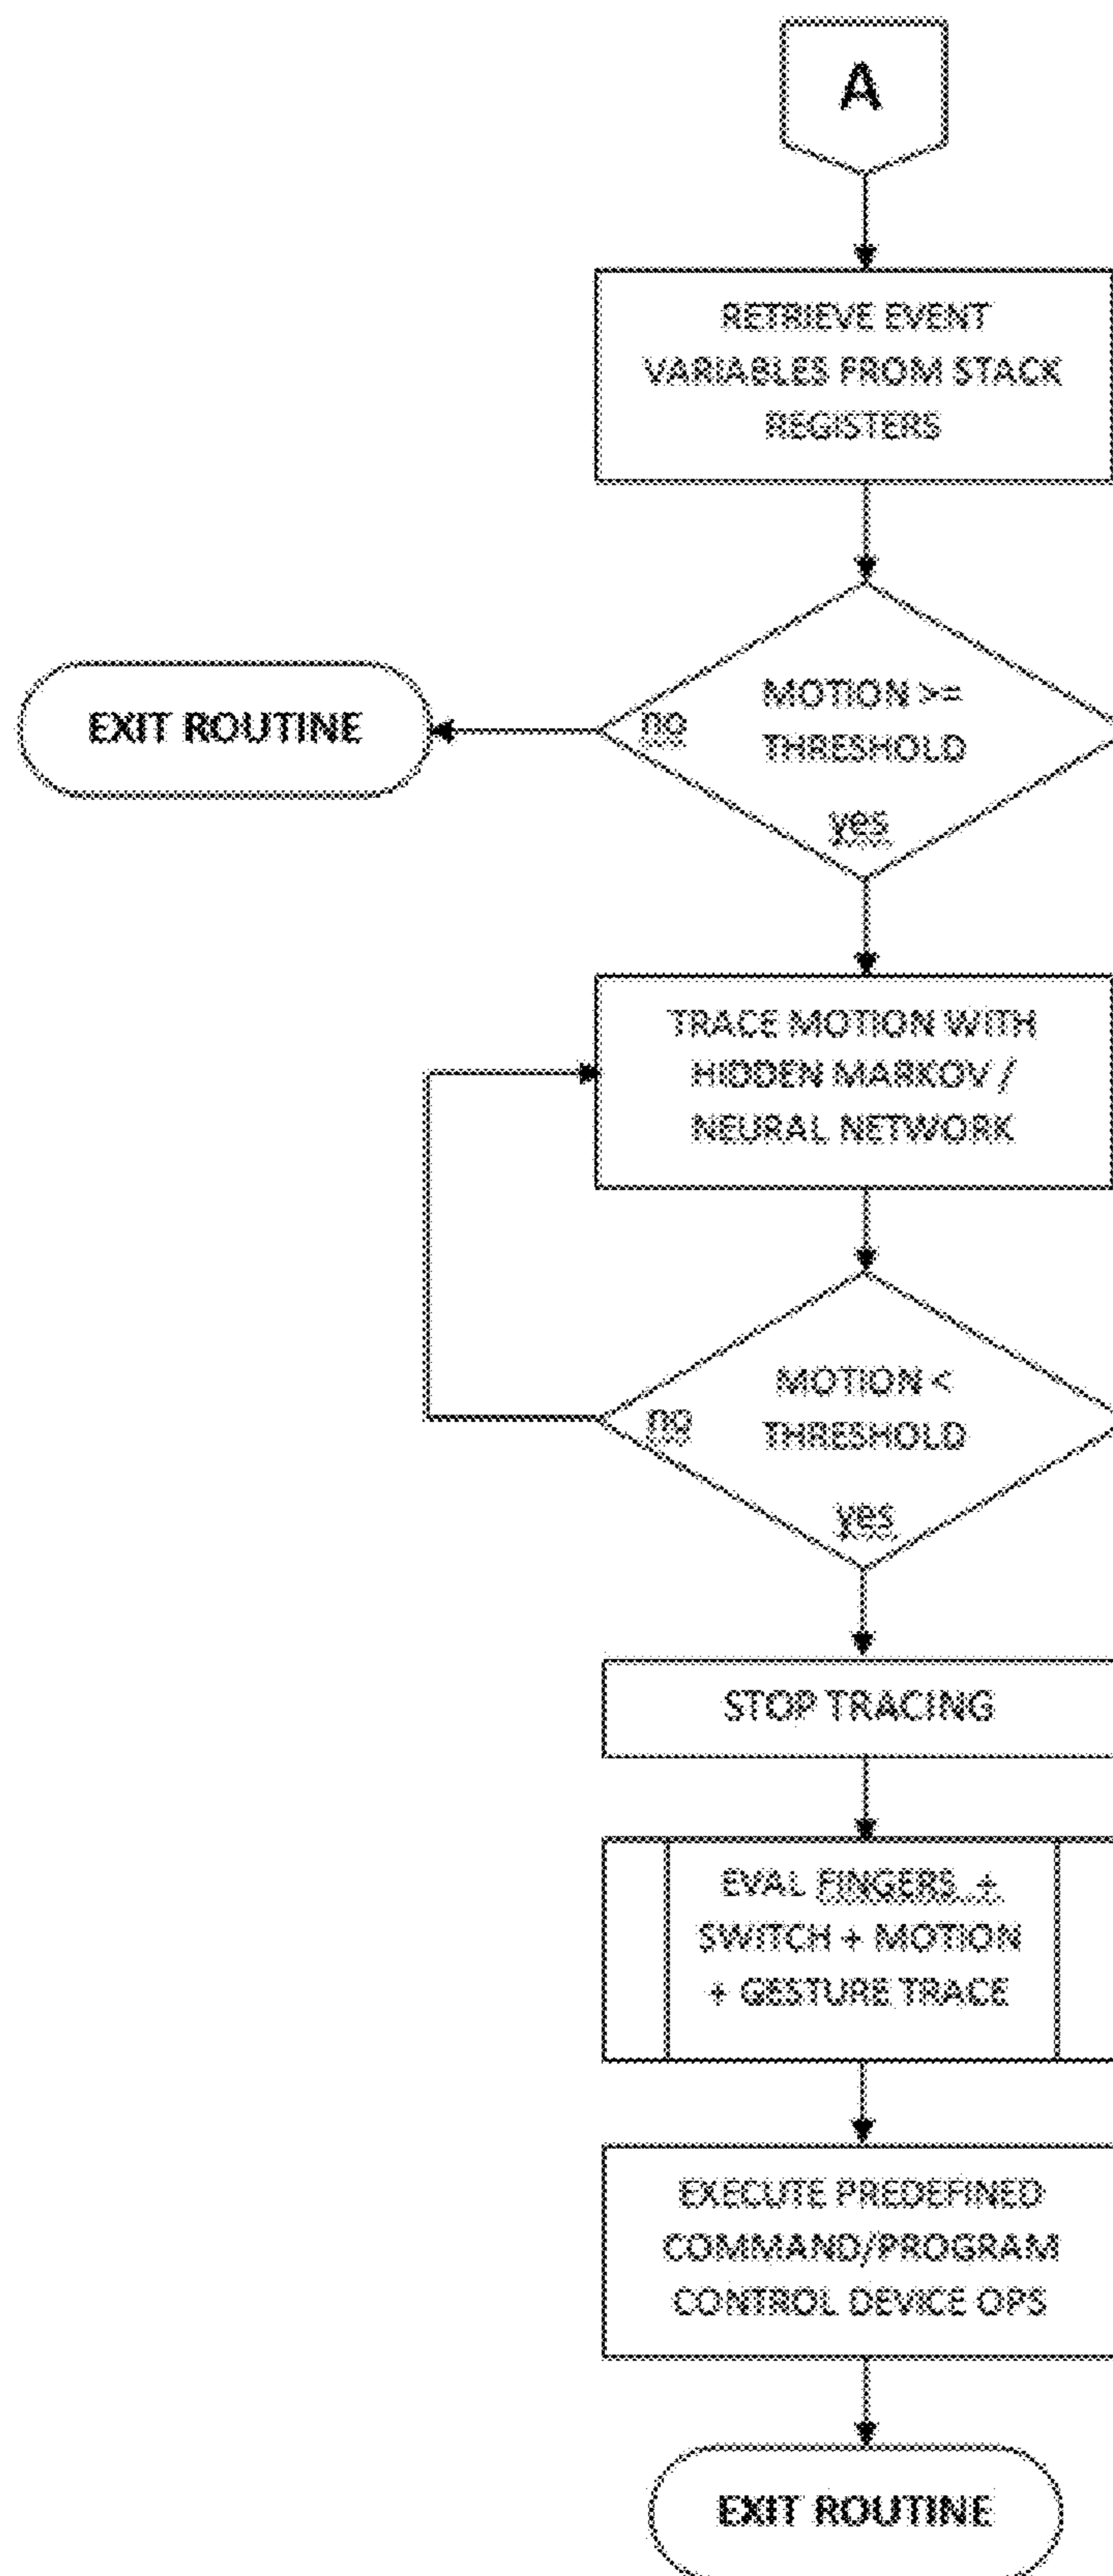 A
RETRIEVE EVENT
VARIABLES FROM STACK
REGISTERS
MOTION >=
THRESHOLD
no
yes
EXIT ROUTINE
TRACE MOTION WITH
HIDDEN MARKOV /
NEURAL NETWORK
MOTION <
THRESHOLD
no
yes
STOP TRACING
EVAL FINGERS +
SWITCH + MOTION
+ GESTURE TRACE
EXECUTE PREDEFINED
COMMAND/PROGRAM
CONTROL DEVICE OPS
EXIT ROUTINE